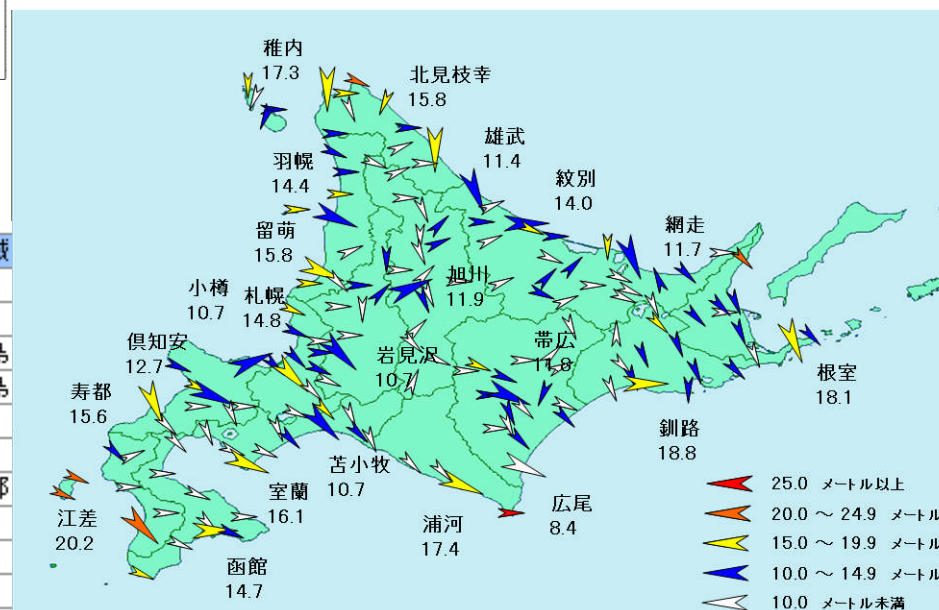 稚内
17.3
北見枝幸
15.8
雄武
11.4
羽幌
14.4
紋別
14.0
留萌
15.8
網走
11.7
小樽
10.7
札幌
14.8
旭川
11.9
倶知安
12.7
岩見沢
10.7
帯広
11.8
寿都
15.6
根室
18.1
釧路
18.8
苫小牧
10.7
室蘭
16.1
広尾
8.4
浦河
17.4
江差
20.2
函館
14.7
25.0 メートル以上
20.0 ~ 24.9 メートル
15.0 ~ 19.9 メートル
10.0 ~ 14.9 メートル
10.0 メートル未満